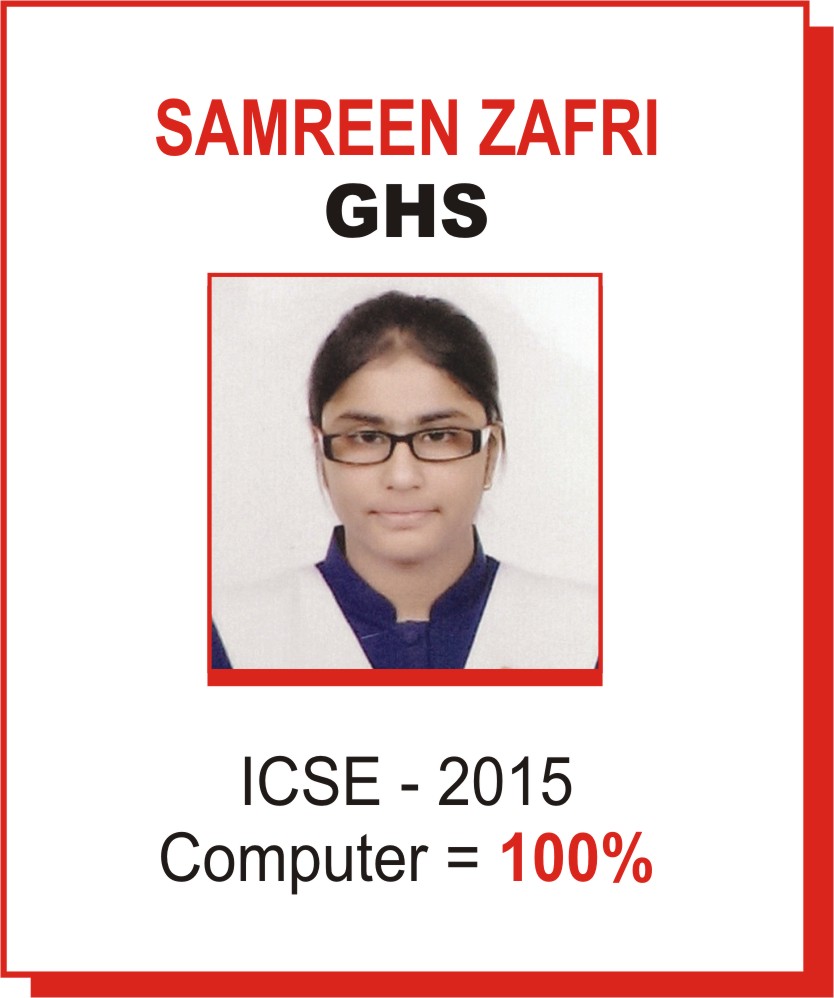 SAMREEN ZAFRI
GHS
ICSE - 2015
Computer = 100%